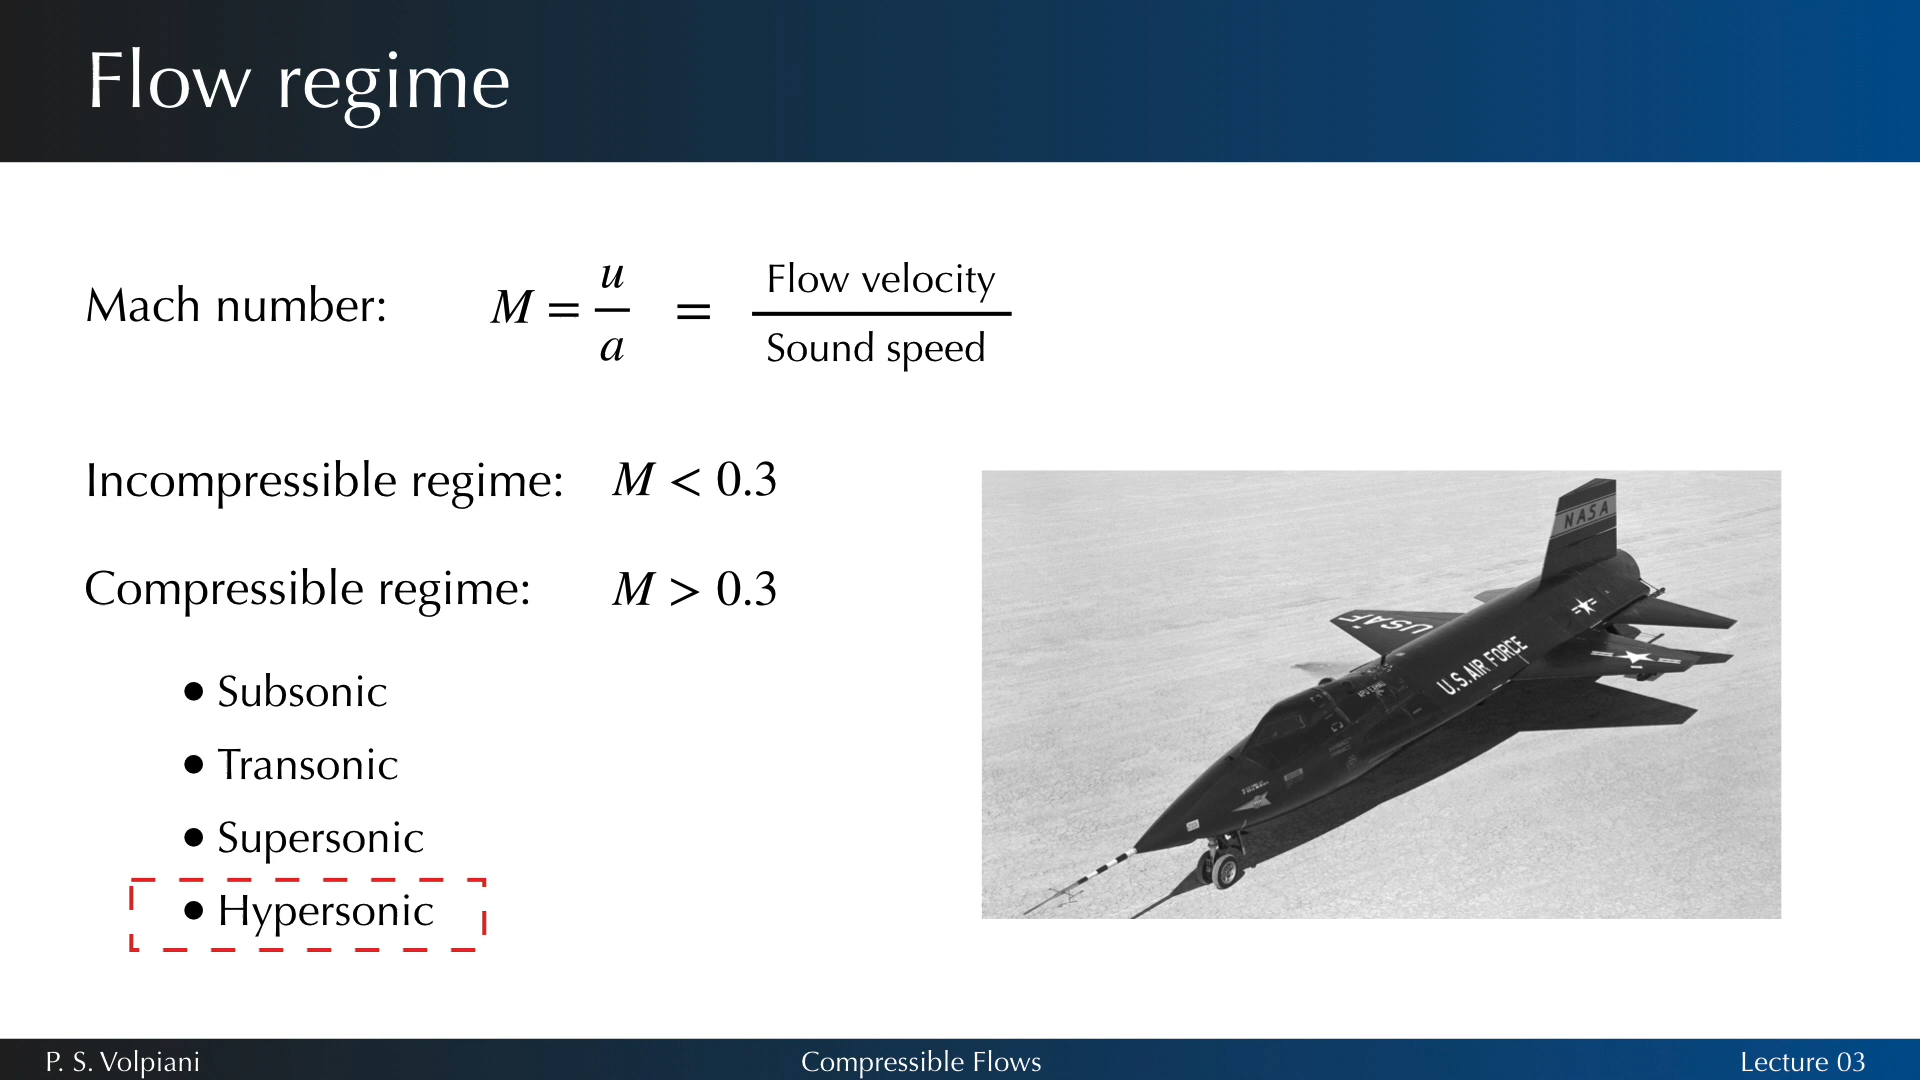 Flow regime
Mach number: M = u/a = Flow velocity / Sound speed
Incompressible regime: M < 0.3
Compressible regime: M > 0.3
• Subsonic
• Transonic
• Supersonic
• Hypersonic
NASA
USAF
U.S. AIR FORCE
P. S. Volpiani
Compressible Flows
Lecture 03